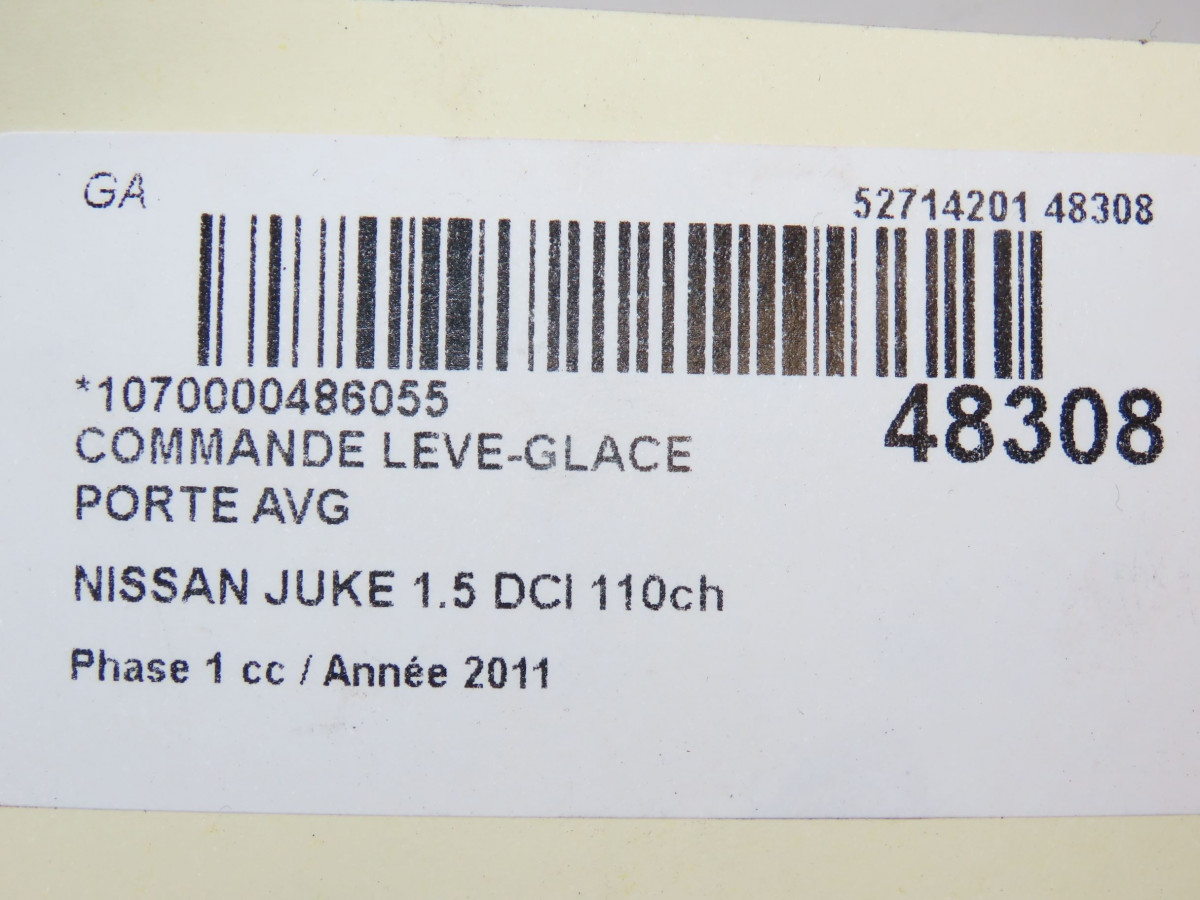 GA
52714201 48308
*1070000486055
48308
COMMANDE LEVE-GLACE
PORTE AVG
NISSAN JUKE 1.5 DCI 110ch
Phase 1 cc / Année 2011